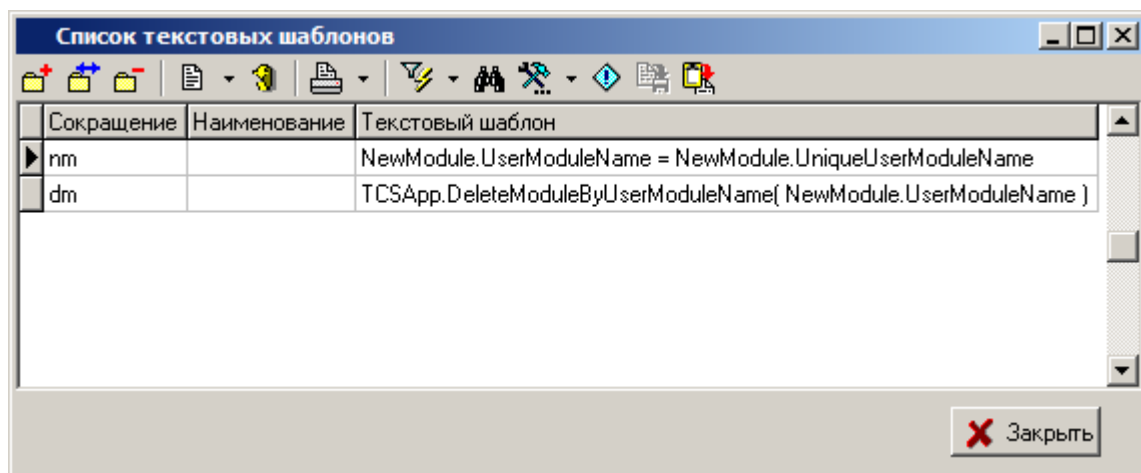 Список текстовых шаблонов
Сокращение Наименование Текстовый шаблон
nm NewModule.UserModuleName = NewModule.UniqueUserModuleName
dm TCSApp.DeleteModuleByUserModuleName( NewModule.UserModuleName )
Закрыть